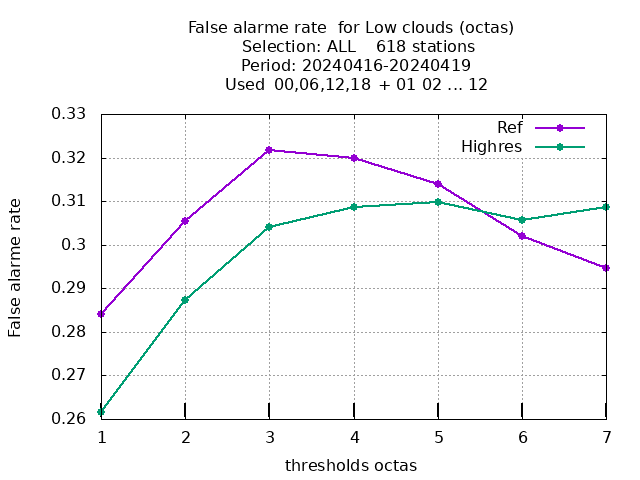 False alarme rate  for Low clouds (octas)
Selection: ALL    618 stations
Period: 20240416-20240419
Used  00,06,12,18 + 01 02 ... 12
Ref
Highres
False alarme rate
0.33
0.32
0.31
0.3
0.29
0.28
0.27
0.26
1 2 3 4 5 6 7
thresholds octas